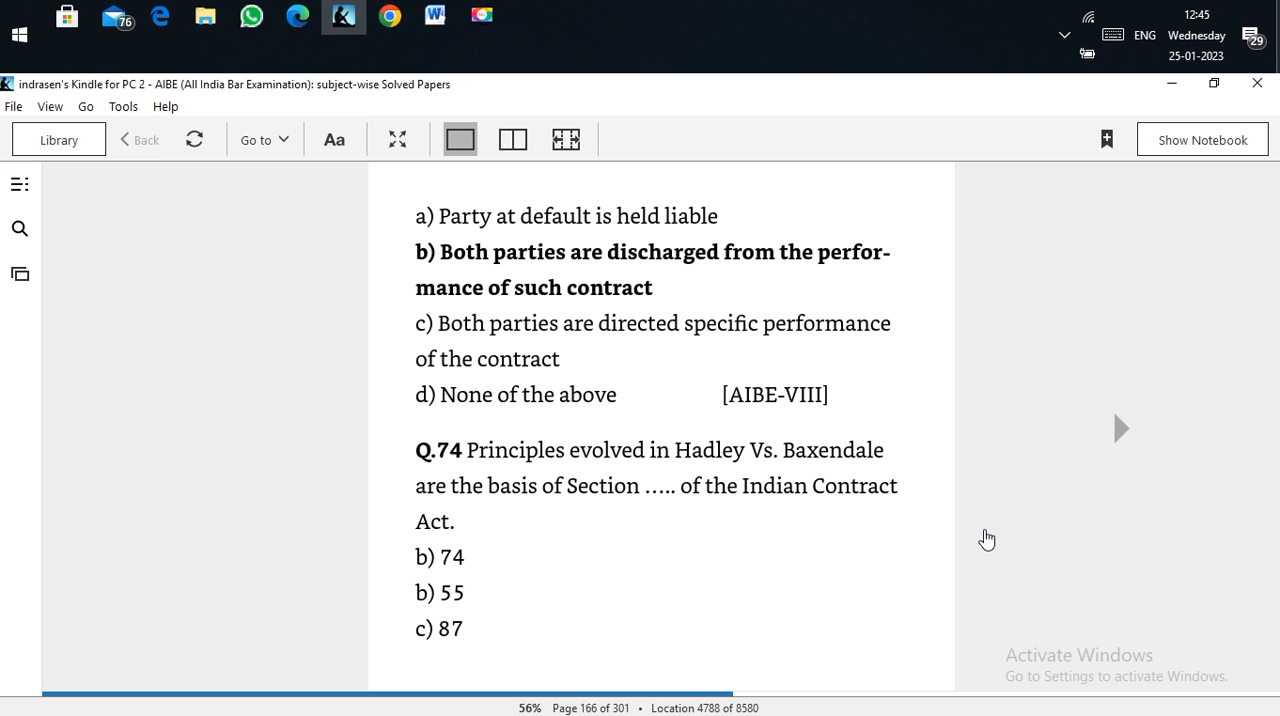 76
12:45
ENG Wednesday
29
25-01-2023
indrasen's Kindle for PC 2 - AIBE (All India Bar Examination): subject-wise Solved Papers
File View Go Tools Help
Library Back Go to Aa Show Notebook
a) Party at default is held liable
b) Both parties are discharged from the perfor-
mance of such contract
c) Both parties are directed specific performance
of the contract
d) None of the above [AIBE-VIII]
Q.74 Principles evolved in Hadley Vs. Baxendale
are the basis of Section ..... of the Indian Contract
Act.
b) 74
b) 55
c) 87
Activate Windows
Go to Settings to activate Windows.
56% Page 166 of 301 • Location 4788 of 8580